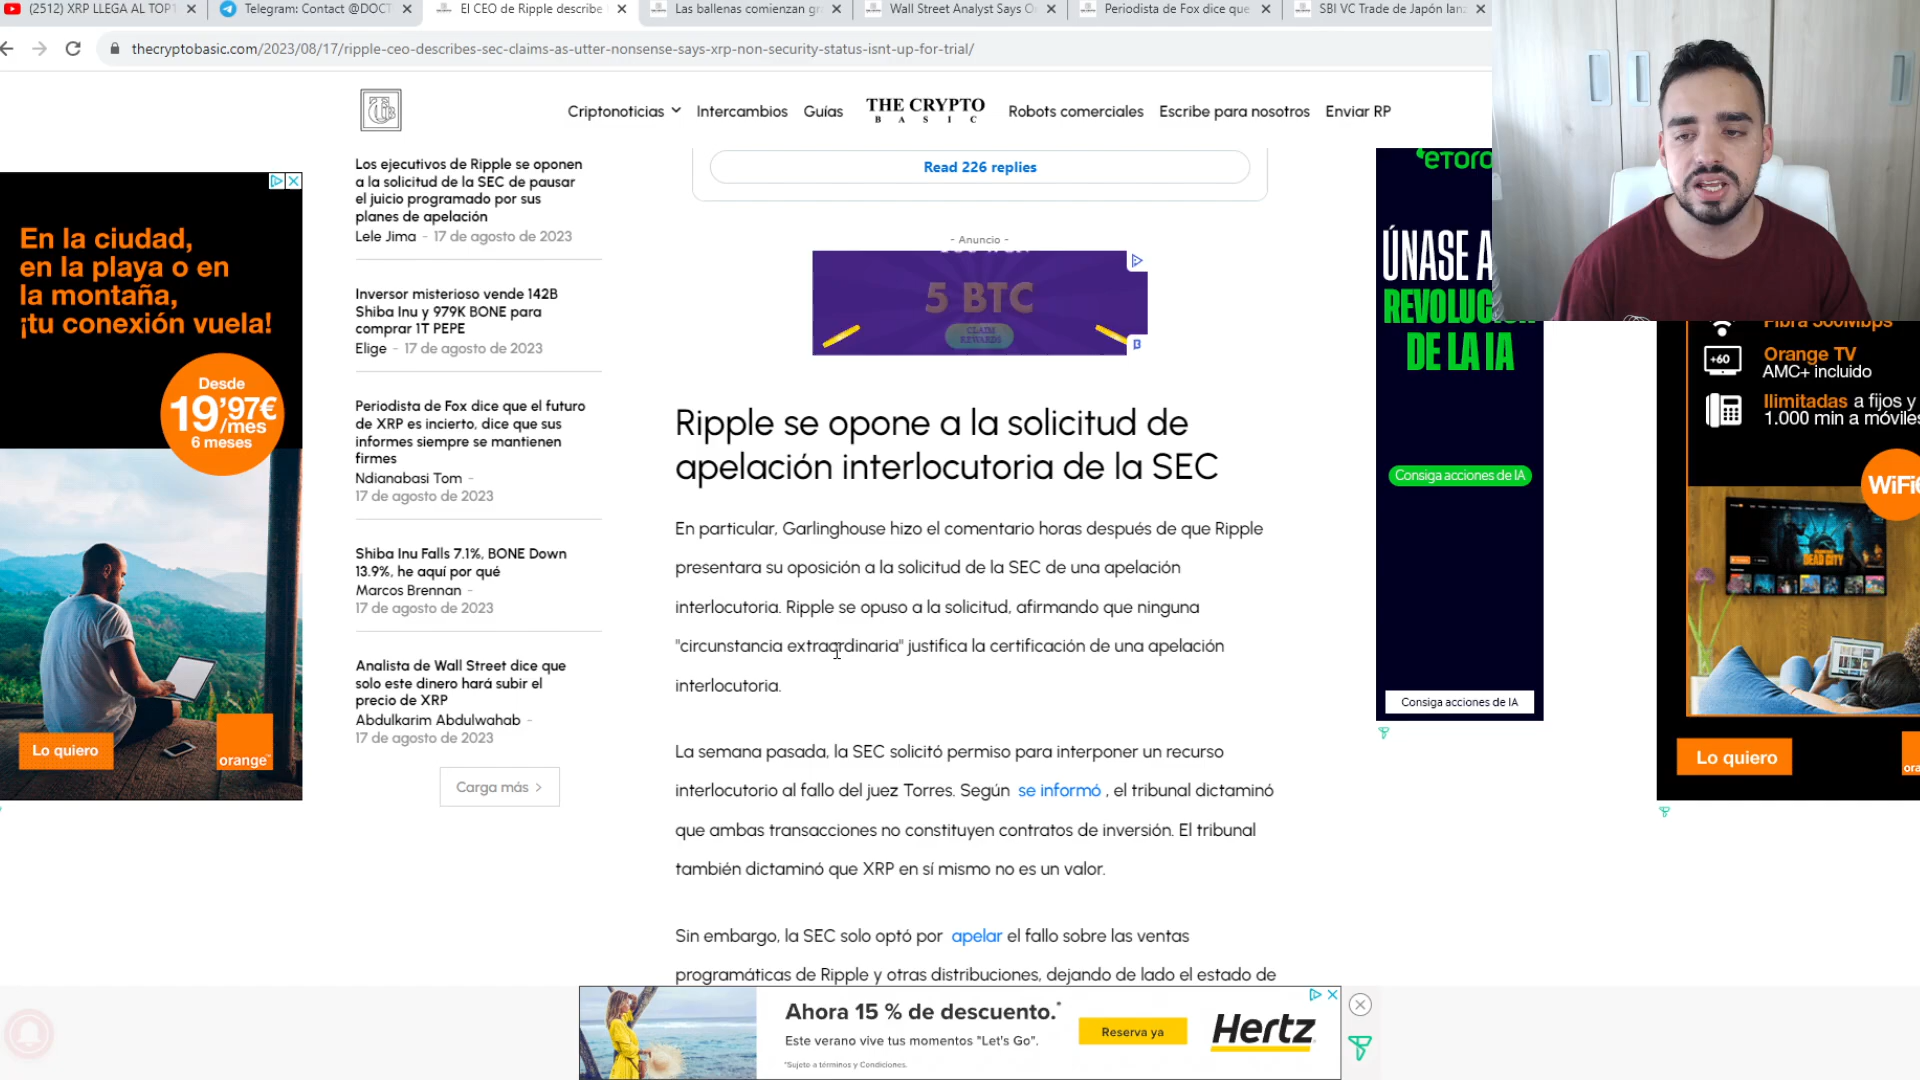 (2512) XRP LLEGA AL TOP1
Telegram: Contact @DOCT
El CEO de Ripple describe
Las ballenas comienzan gr
Wall Street Analyst Says O
Periodista de Fox dice que
SBI VC Trade de Japón lanz
thecryptobasic.com/2023/08/17/ripple-ceo-describes-sec-claims-as-utter-nonsense-says-xrp-non-security-status-isnt-up-for-trial/
Criptonoticias
Intercambios
Guías
THE CRYPTO
BASIC
Robots comerciales
Escribe para nosotros
Enviar RP
En la ciudad,
en la playa o en
la montaña,
¡tu conexión vuela!
Desde
19'97€
/mes
6 meses
Lo quiero
orange
Los ejecutivos de Ripple se oponen
a la solicitud de la SEC de pausar
el juicio programado por sus
planes de apelación
Lele Jima - 17 de agosto de 2023
Inversor misterioso vende 142B
Shiba Inu y 979K BONE para
comprar 1T PEPE
Elige - 17 de agosto de 2023
Periodista de Fox dice que el futuro
de XRP es incierto, dice que sus
informes siempre se mantienen
firmes
Ndianabasi Tom -
17 de agosto de 2023
Shiba Inu Falls 7.1%, BONE Down
13.9%, he aquí por qué
Marcos Brennan -
17 de agosto de 2023
Analista de Wall Street dice que
solo este dinero hará subir el
precio de XRP
Abdulkarim Abdulwahab -
17 de agosto de 2023
Carga más >
Read 226 replies
- Anuncio -
5 BTC
CLAIM
REWARDS
Ripple se opone a la solicitud de
apelación interlocutoria de la SEC
En particular, Garlinghouse hizo el comentario horas después de que Ripple
presentara su oposición a la solicitud de la SEC de una apelación
interlocutoria. Ripple se opuso a la solicitud, afirmando que ninguna
"circunstancia extraordinaria" justifica la certificación de una apelación
interlocutoria.
La semana pasada, la SEC solicitó permiso para interponer un recurso
interlocutorio al fallo del juez Torres. Según se informó , el tribunal dictaminó
que ambas transacciones no constituyen contratos de inversión. El tribunal
también dictaminó que XRP en sí mismo no es un valor.
Sin embargo, la SEC solo optó por apelar el fallo sobre las ventas
programáticas de Ripple y otras distribuciones, dejando de lado el estado de
eTORO
ÚNASE A
REVOLUC
DE LA IA
Consiga acciones de IA
Consiga acciones de IA
Fibra 500Mbps
+60
Orange TV
AMC+ incluido
Ilimitadas a fijos y
1.000 min a móviles
WiFi6
DEAD CITY
Lo quiero
ora
Ahora 15 % de descuento.*
Este verano vive tus momentos "Let's Go".
*Sujeto a términos y Condiciones.
Reserva ya
Hertz